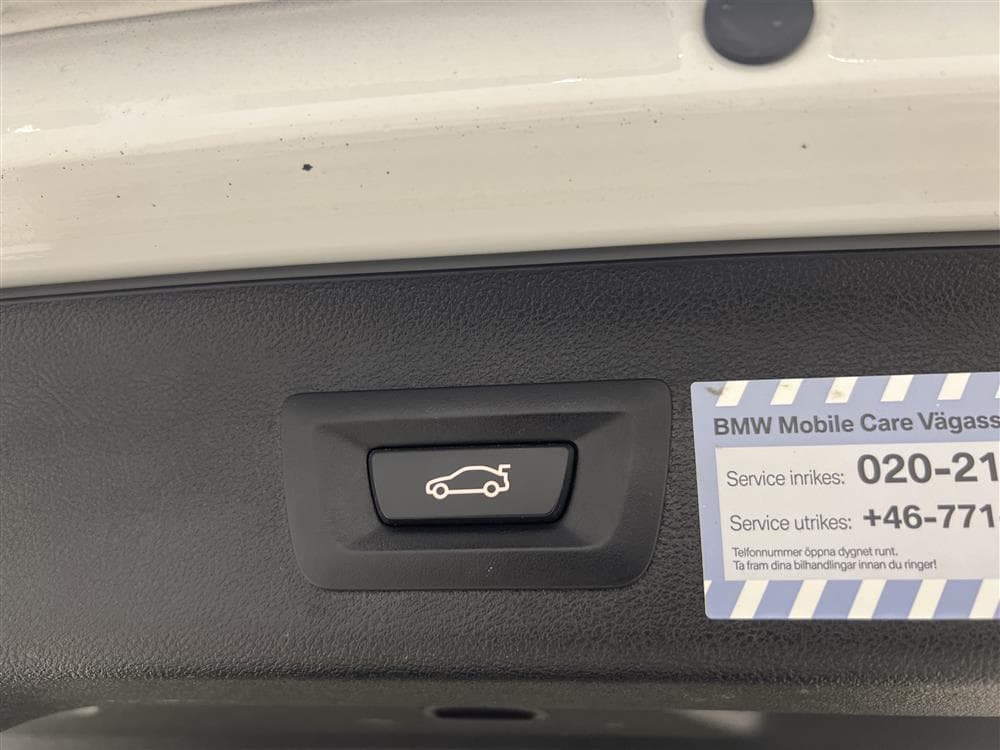 BMW Mobile Care Vägass
Service inrikes: 020-21
Service utrikes: +46-771
Telfonnummer öppna dygnet runt.
Ta fram dina bilhandlingar innan du ringer!